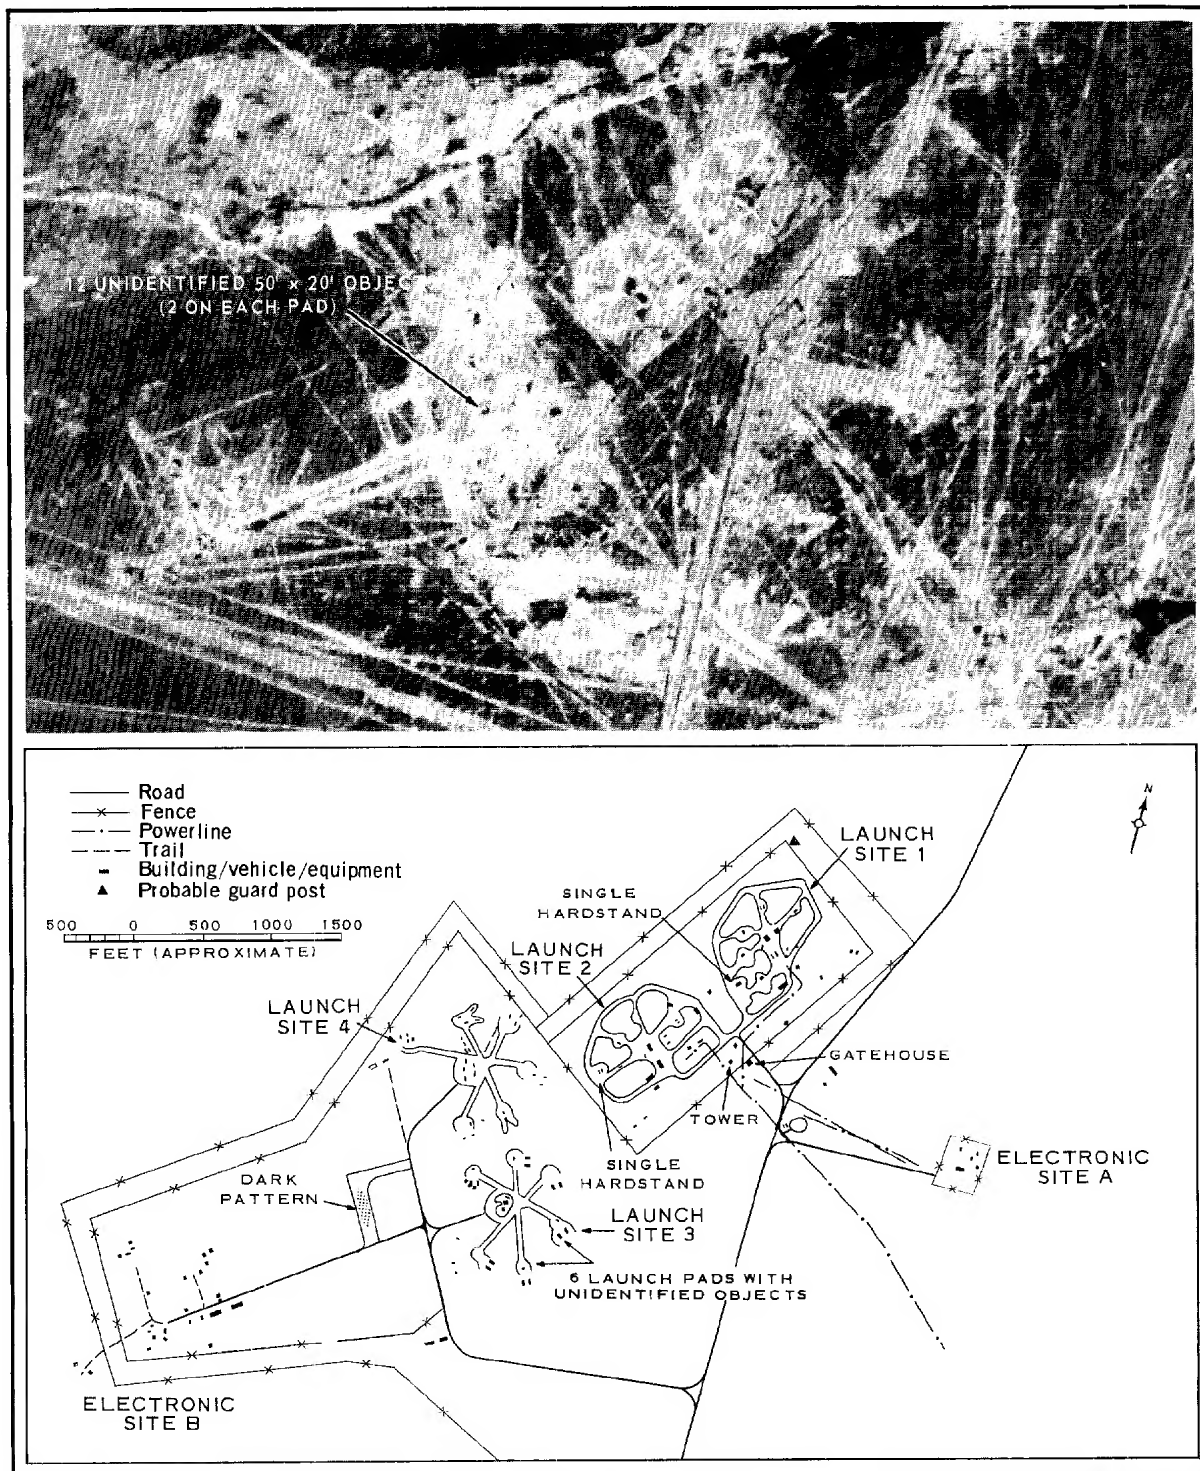 12 UNIDENTIFIED 50' x 20' OBJEC
(2 ON EACH PAD)
Road
Fence
Powerline
Trail
Building/vehicle/equipment
Probable guard post
500 0 500 1000 1500
FEET (APPROXIMATE)
N
LAUNCH
SITE 1
SINGLE
HARDSTAND
LAUNCH
SITE 2
LAUNCH
SITE 4
GATEHOUSE
TOWER
ELECTRONIC
SITE A
SINGLE
HARDSTAND
DARK
PATTERN
LAUNCH
SITE 3
6 LAUNCH PADS WITH
UNIDENTIFIED OBJECTS
ELECTRONIC
SITE B